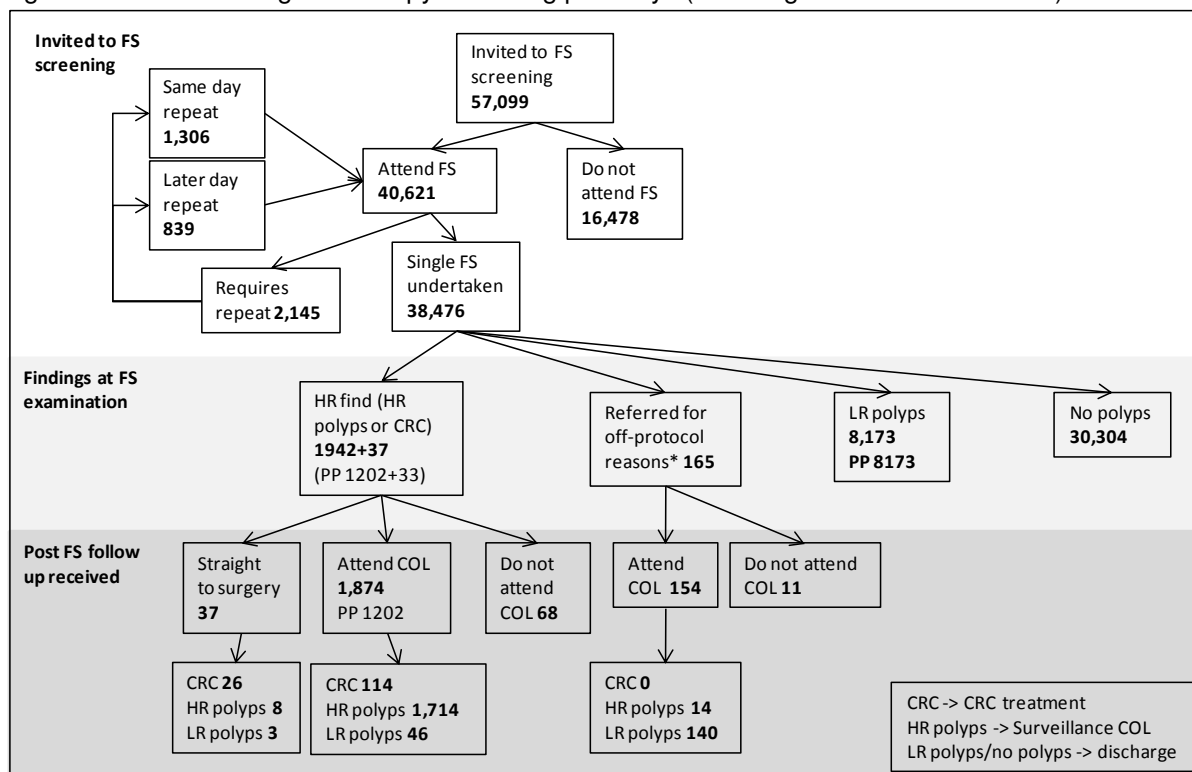 Invited to FS
screening
Invited to FS
screening
57,099
Same day
repeat
1,306
Attend FS
40,621
Do not
attend FS
16,478
Later day
repeat
839
Requires
repeat 2,145
Single FS
undertaken
38,476
Findings at FS
examination
HR find (HR
polyps or CRC)
1942+37
(PP 1202+33)
Referred for
off-protocol
reasons* 165
LR polyps
8,173
PP 8173
No polyps
30,304
Post FS follow
up received
Straight
to surgery
37
Attend COL
1,874
PP 1202
Do not
attend
COL 68
Attend
COL 154
Do not attend
COL 11
CRC 26
HR polyps 8
LR polyps 3
CRC 114
HR polyps 1,714
LR polyps 46
CRC 0
HR polyps 14
LR polyps 140
CRC -> CRC treatment
HR polyps -> Surveillance COL
LR polyps/no polyps -> discharge